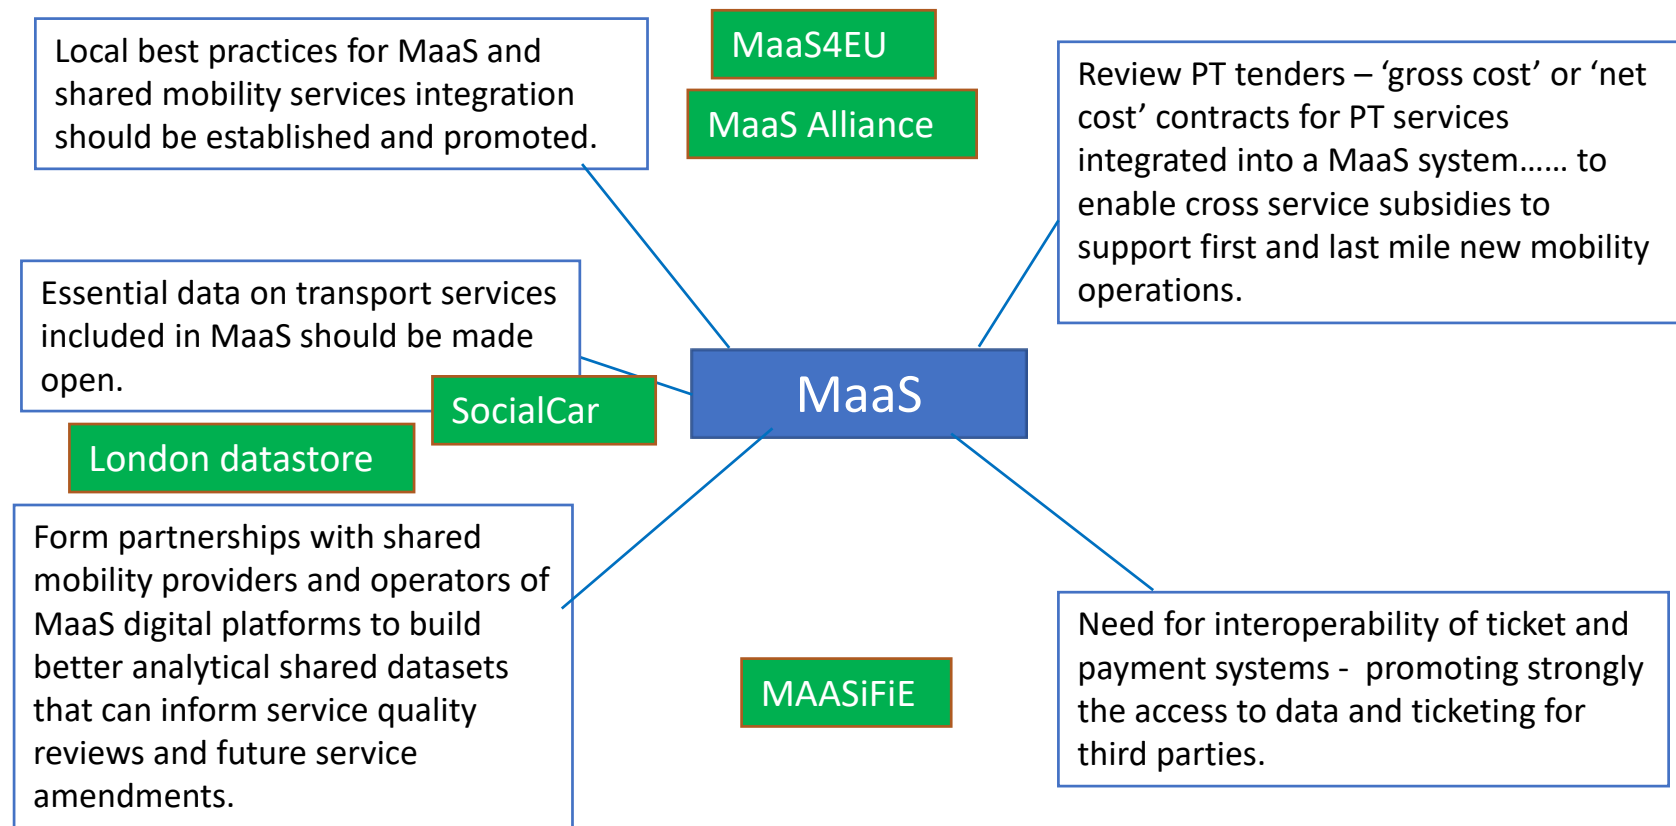 Local best practices for MaaS and
shared mobility services integration
should be established and promoted.
MaaS4EU
MaaS Alliance
Review PT tenders – ‘gross cost’ or ‘net
cost’ contracts for PT services
integrated into a MaaS system...... to
enable cross service subsidies to
support first and last mile new mobility
operations.
Essential data on transport services
included in MaaS should be made
open.
SocialCar
London datastore
MaaS
Form partnerships with shared
mobility providers and operators of
MaaS digital platforms to build
better analytical shared datasets
that can inform service quality
reviews and future service
amendments.
MAASiFiE
Need for interoperability of ticket and
payment systems -  promoting strongly
the access to data and ticketing for
third parties.